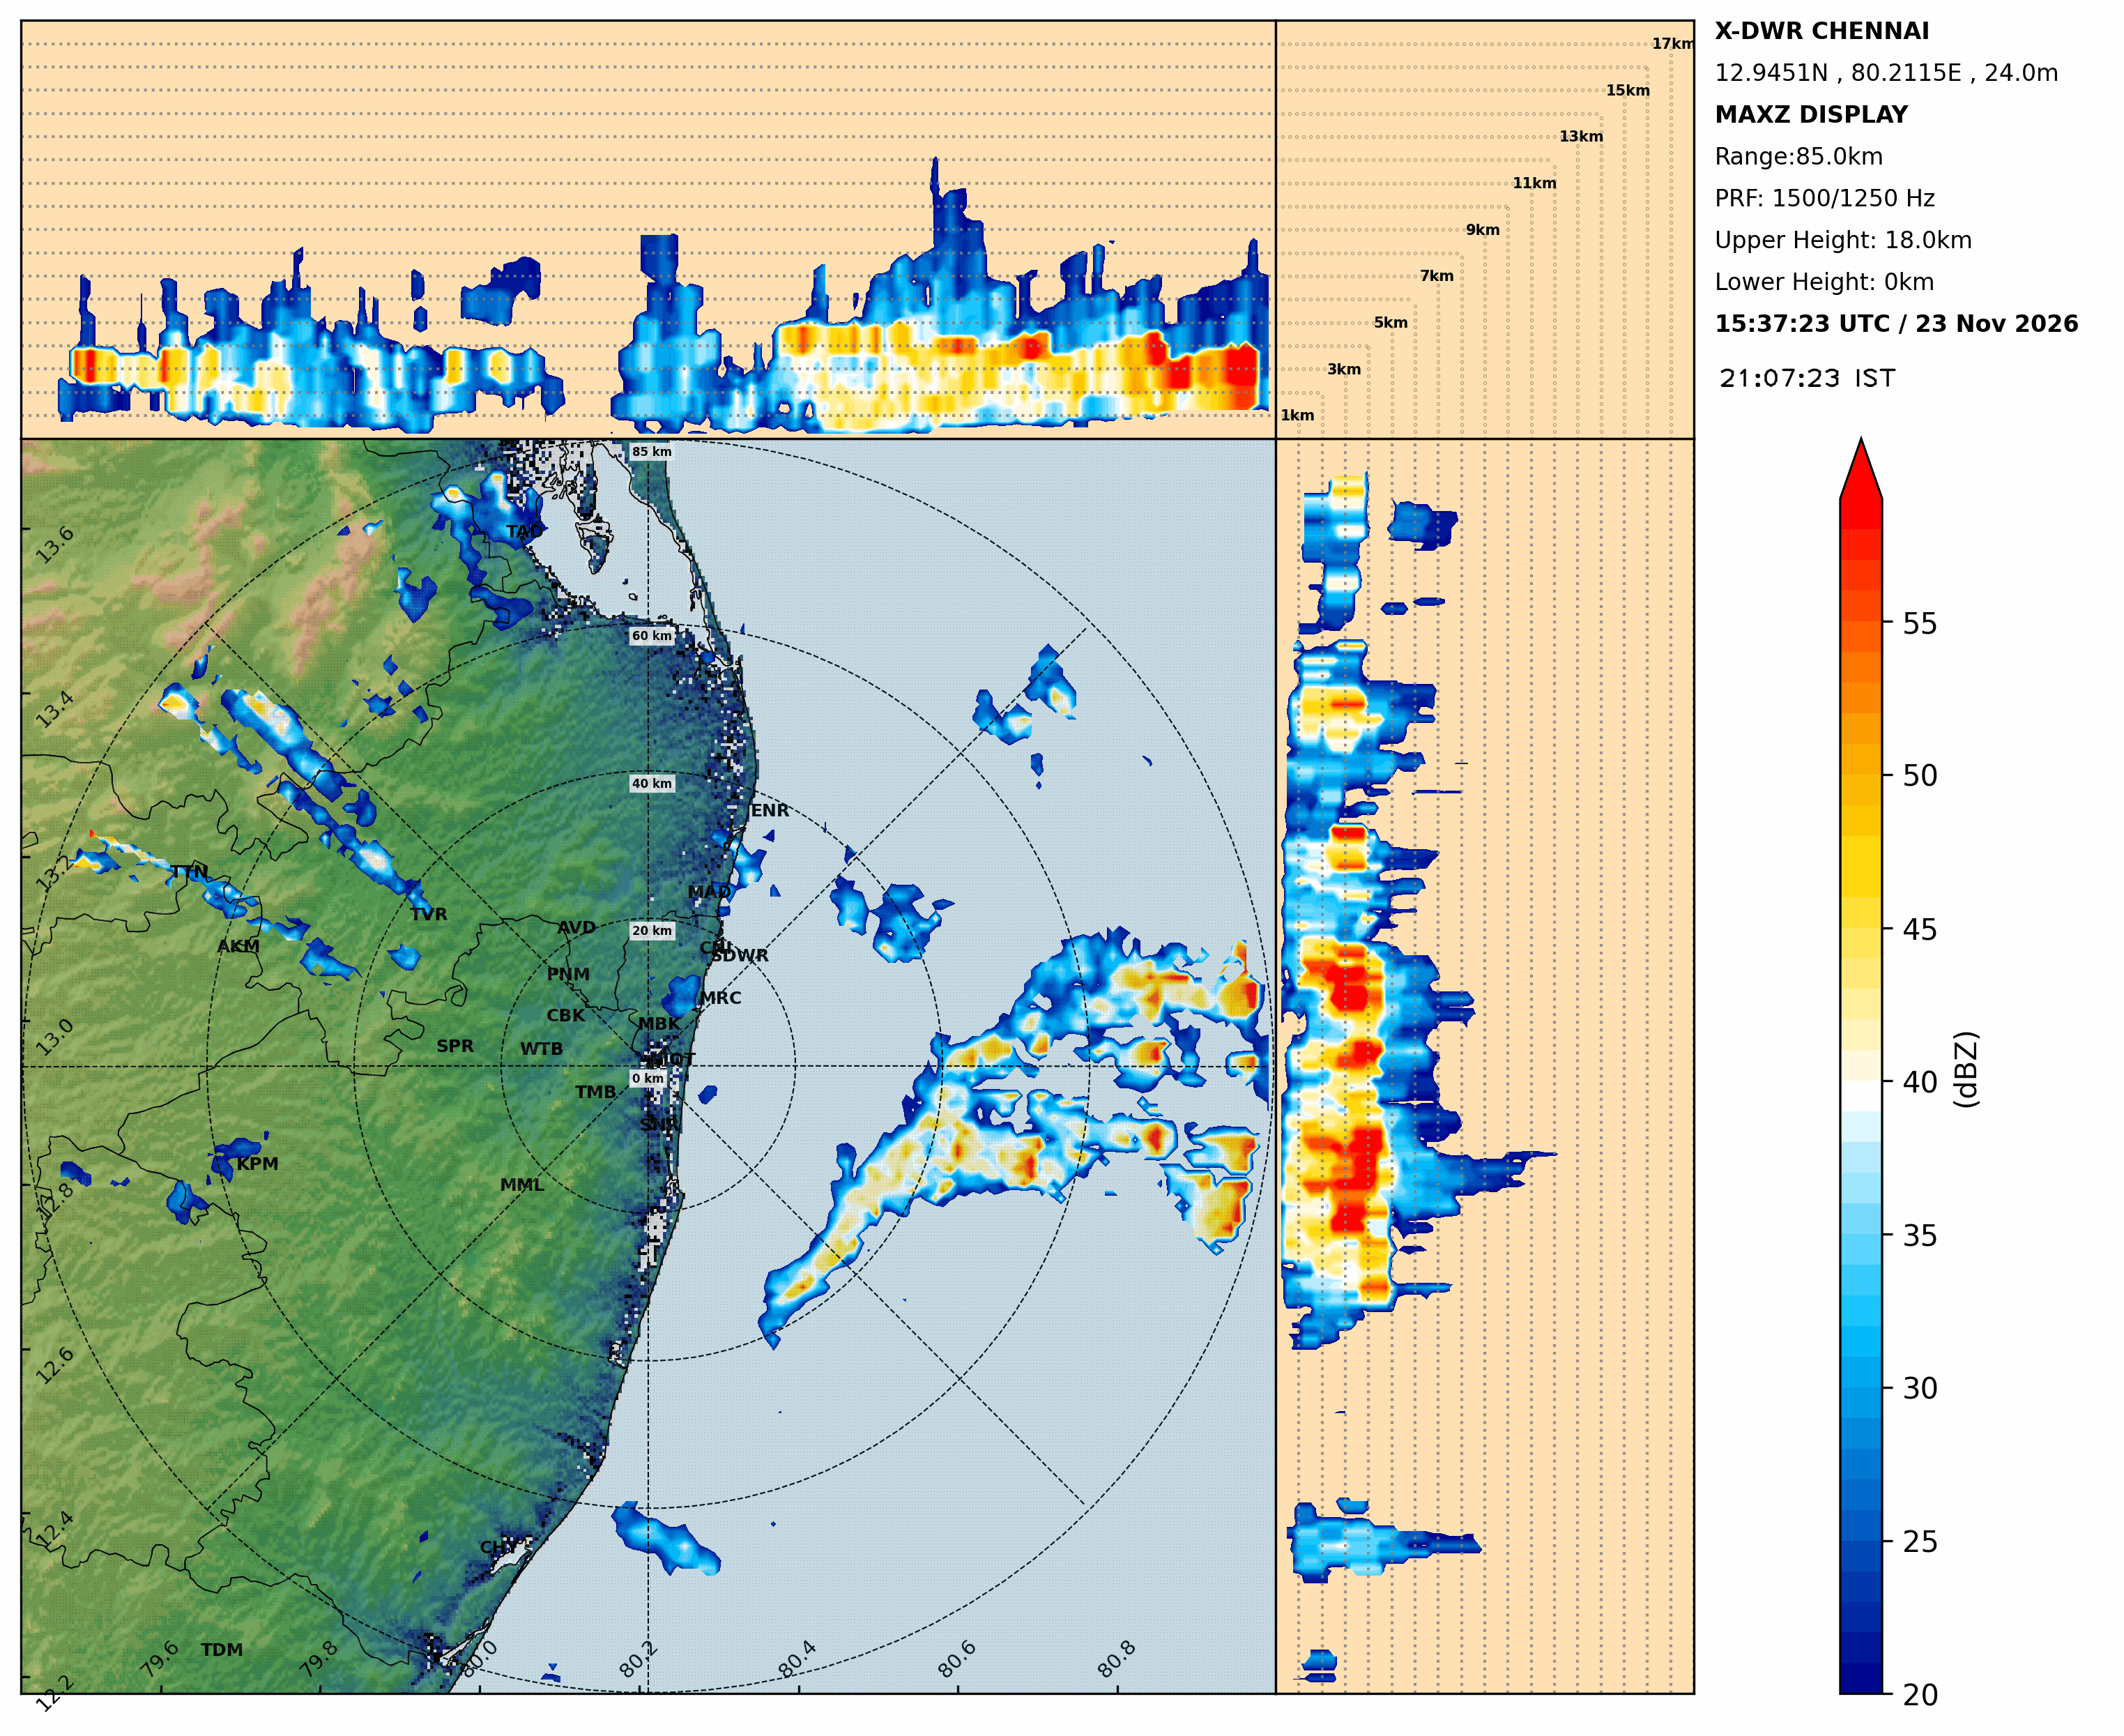 X-DWR CHENNAI
12.9451N , 80.2115E , 24.0m
MAXZ DISPLAY
Range:85.0km
PRF: 1500/1250 Hz
Upper Height: 18.0km
Lower Height: 0km
15:37:23 UTC / 23 Nov 2026
21:07:23 IST
17km
15km
13km
11km
9km
7km
5km
3km
1km
85 km
60 km
40 km
20 km
0 km
TAD
ENR
TTN
MAD
TVR
AVD
AKM
CNI
SDWR
PNM
MRC
CBK
MBK
SPR
WTB
TMB
SNR
KPM
MML
CHY
TDM
13.6
13.4
13.2
13.0
12.8
12.6
12.4
12.2
79.6
79.8
80.0
80.2
80.4
80.6
80.8
55
50
45
40
35
30
25
20
(dBZ)